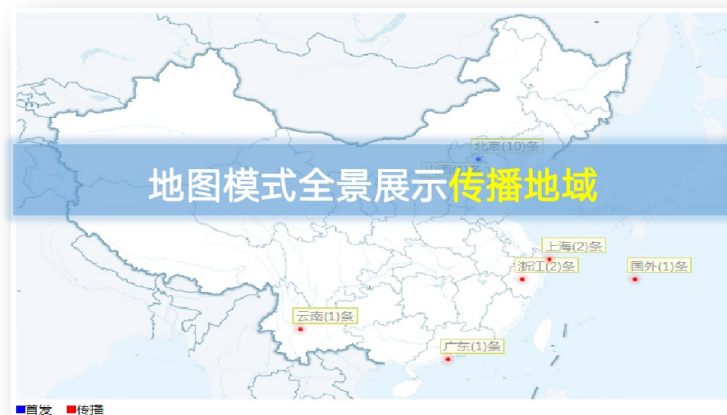 北京(10)条
地图模式全景展示传播地域
上海(2)条
浙江(2)条
国外(1)条
云南(1)条
广东(1)条
首发
传播